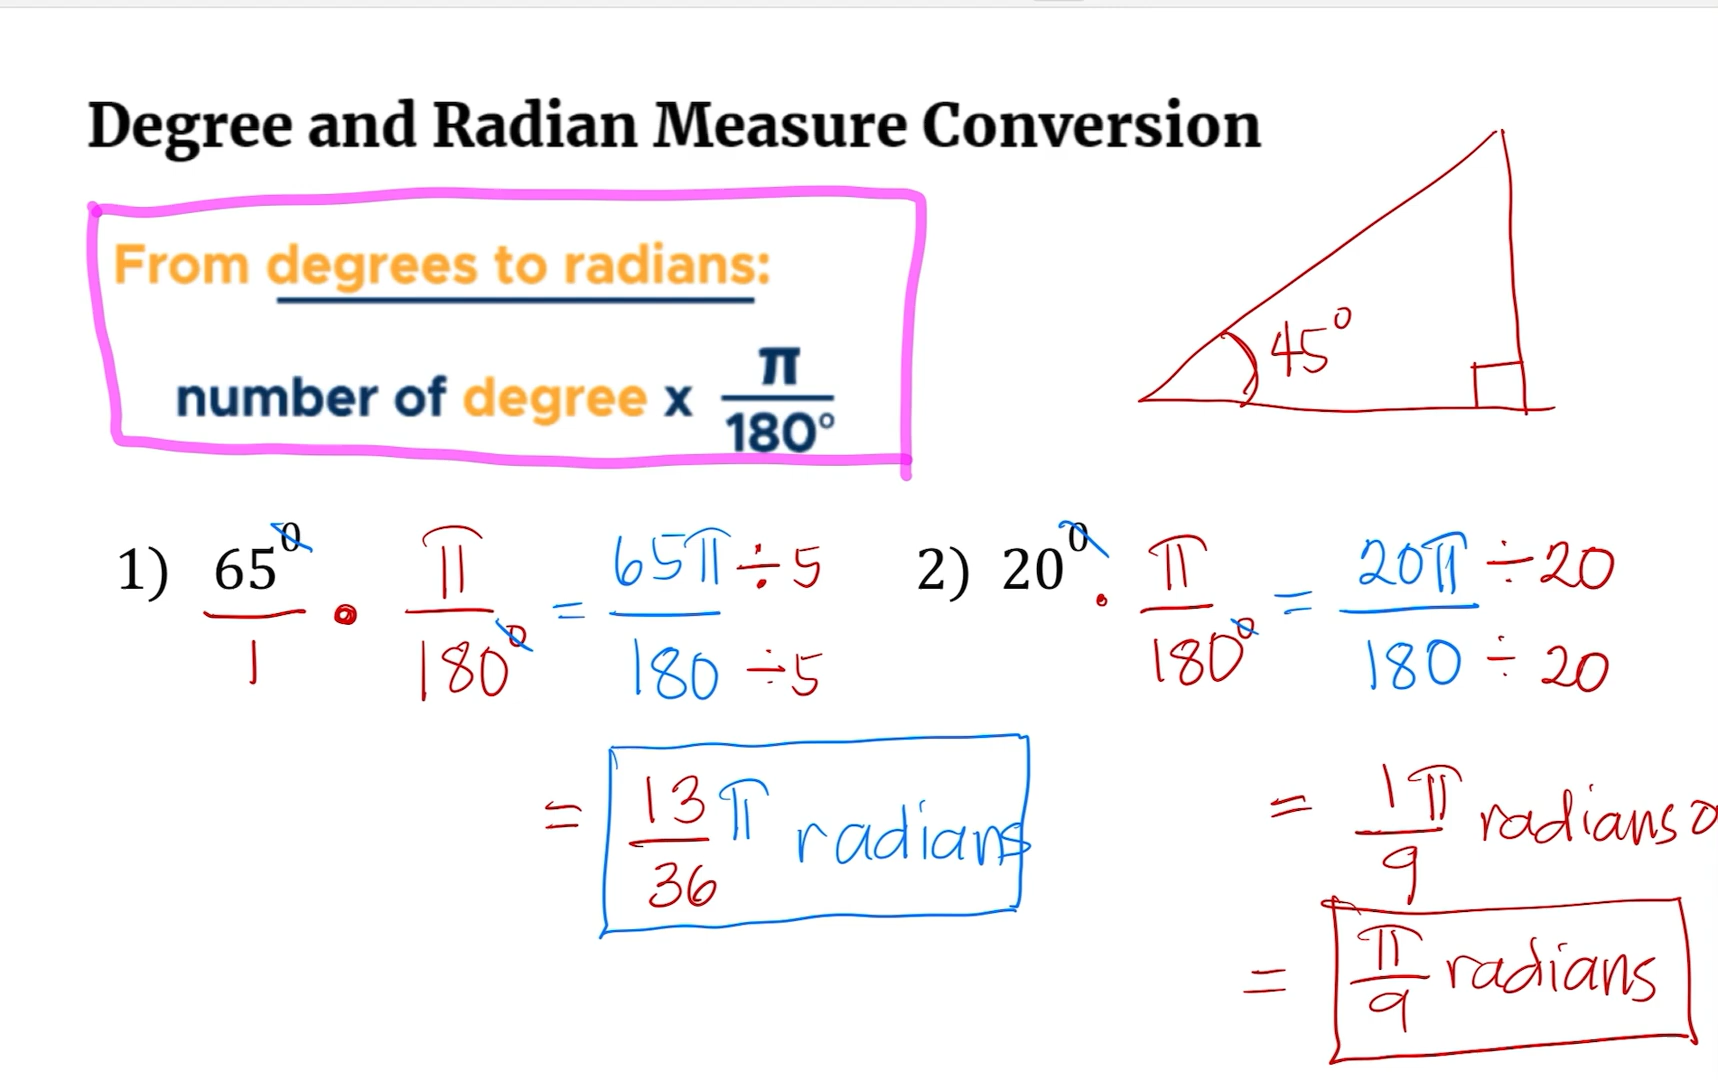 Degree and Radian Measure Conversion
From degrees to radians:
number of degree x π/180°
45°
1) 65°/1 • π/180° = 65π/180 ÷5/÷5
= 13/36 π radians
2) 20° • π/180° = 20π/180 ÷20/÷20
= 1π/9 radians
= π/9 radians